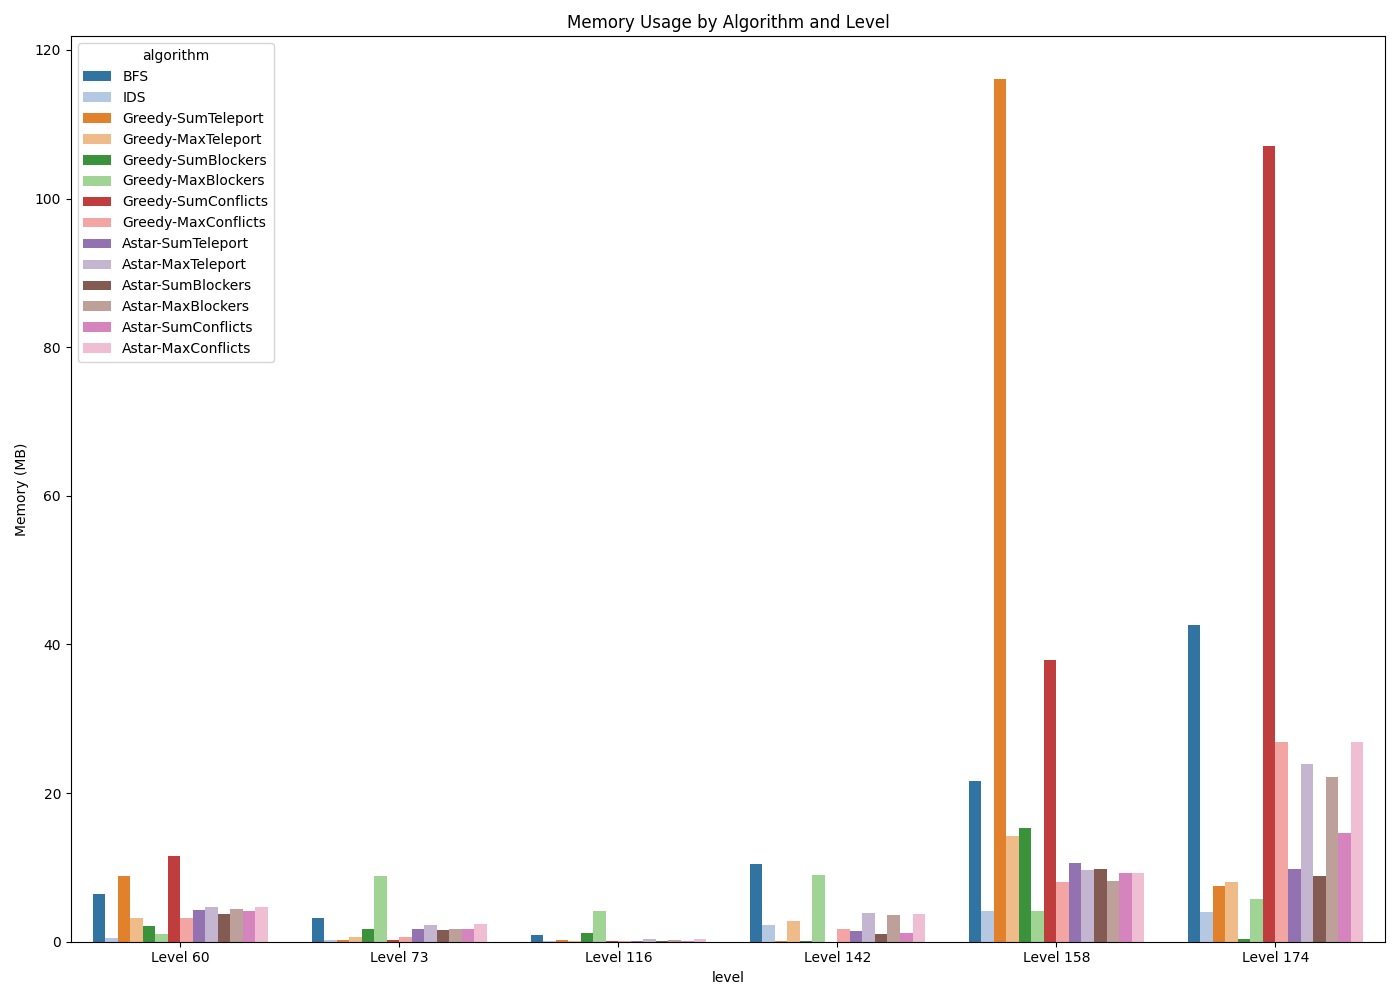 Memory Usage by Algorithm and Level
120
100
80
60
40
20
0
Memory (MB)
algorithm
BFS
IDS
Greedy-SumTeleport
Greedy-MaxTeleport
Greedy-SumBlockers
Greedy-MaxBlockers
Greedy-SumConflicts
Greedy-MaxConflicts
Astar-SumTeleport
Astar-MaxTeleport
Astar-SumBlockers
Astar-MaxBlockers
Astar-SumConflicts
Astar-MaxConflicts
Level 60 Level 73 Level 116 Level 142 Level 158 Level 174
level